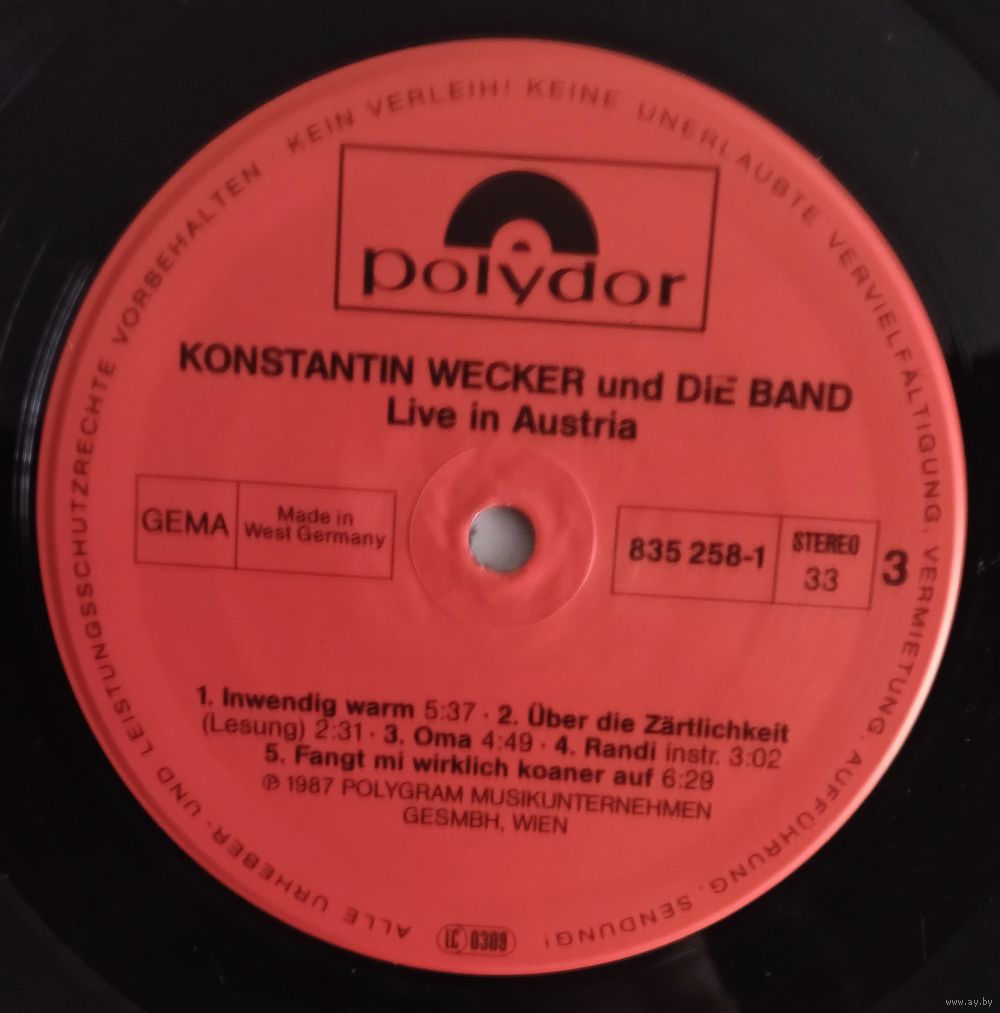 ALLE URHEBER- UND LEISTUNGSSCHUTZRECHTE VORBEHALTEN · KEIN VERLEIH! KEINE UNERLAUBTE VERVIELFÄLTIGUNG, VERMIETUNG, AUFFÜHRUNG, SENDUNG!
polydor
KONSTANTIN WECKER und DIE BAND
Live in Austria
GEMA
Made in
West Germany
835 258-1
STEREO
33
3
1. Inwendig warm 5:37 · 2. Über die Zärtlichkeit
(Lesung) 2:31 · 3. Oma 4:49 · 4. Randi instr. 3:02
5. Fangt mi wirklich koaner auf 6:29
℗ 1987 POLYGRAM MUSIKUNTERNEHMEN
GESMBH, WIEN
LC 0309
www.ay.by